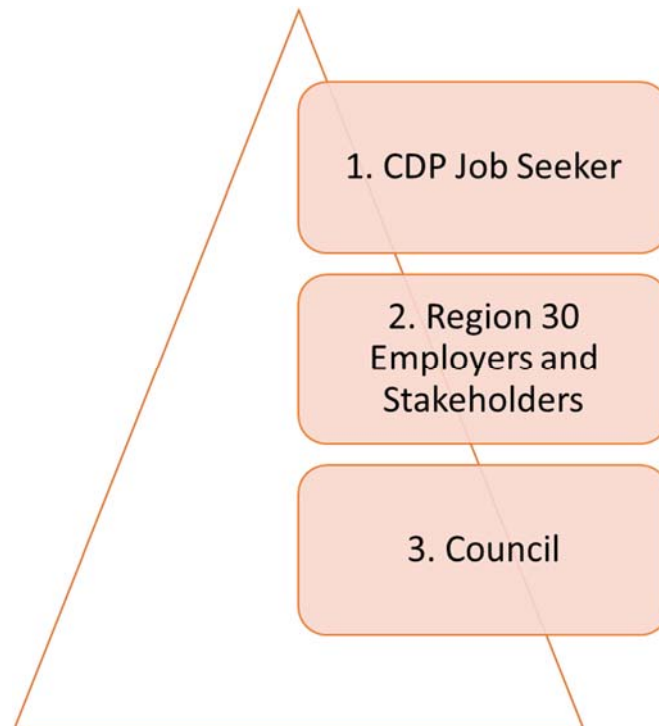 1. CDP Job Seeker
2. Region 30
Employers and
Stakeholders
3. Council